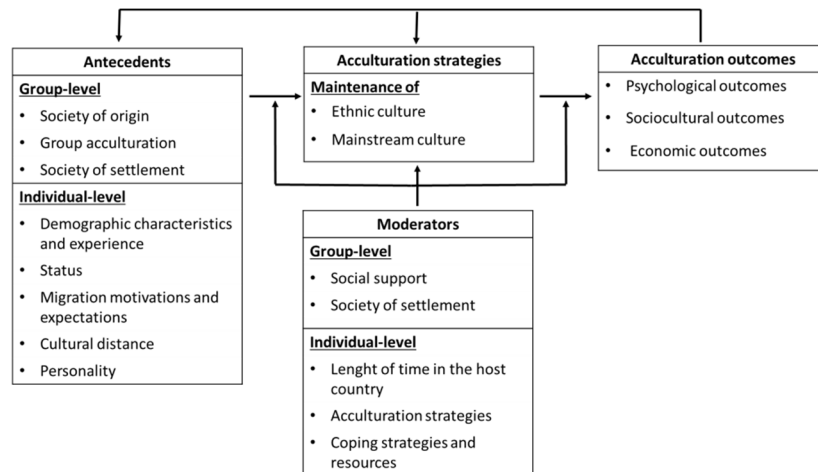 Antecedents
Group-level
• Society of origin
• Group acculturation
• Society of settlement
Individual-level
• Demographic characteristics
and experience
• Status
• Migration motivations and
expectations
• Cultural distance
• Personality
Acculturation strategies
Maintenance of
• Ethnic culture
• Mainstream culture
Acculturation outcomes
• Psychological outcomes
• Sociocultural outcomes
• Economic outcomes
Moderators
Group-level
• Social support
• Society of settlement
Individual-level
• Lenght of time in the host
country
• Acculturation strategies
• Coping strategies and
resources